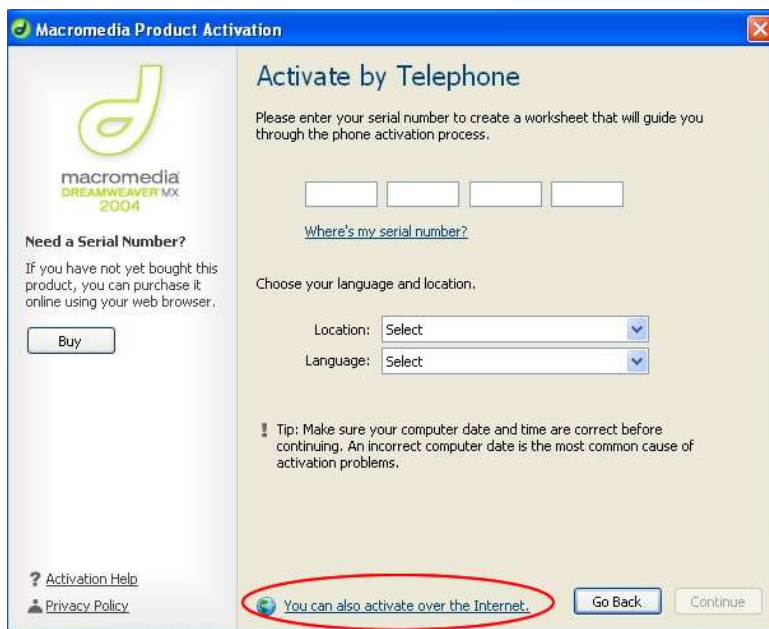 Macromedia Product Activation
macromedia
DREAMWEAVER MX
2004
Need a Serial Number?
If you have not yet bought this
product, you can purchase it
online using your web browser.
Buy
? Activation Help
Privacy Policy
Activate by Telephone
Please enter your serial number to create a worksheet that will guide you
through the phone activation process.
Where's my serial number?
Choose your language and location.
Location: Select
Language: Select
! Tip: Make sure your computer date and time are correct before
continuing. An incorrect computer date is the most common cause of
activation problems.
You can also activate over the Internet. Go Back Continue